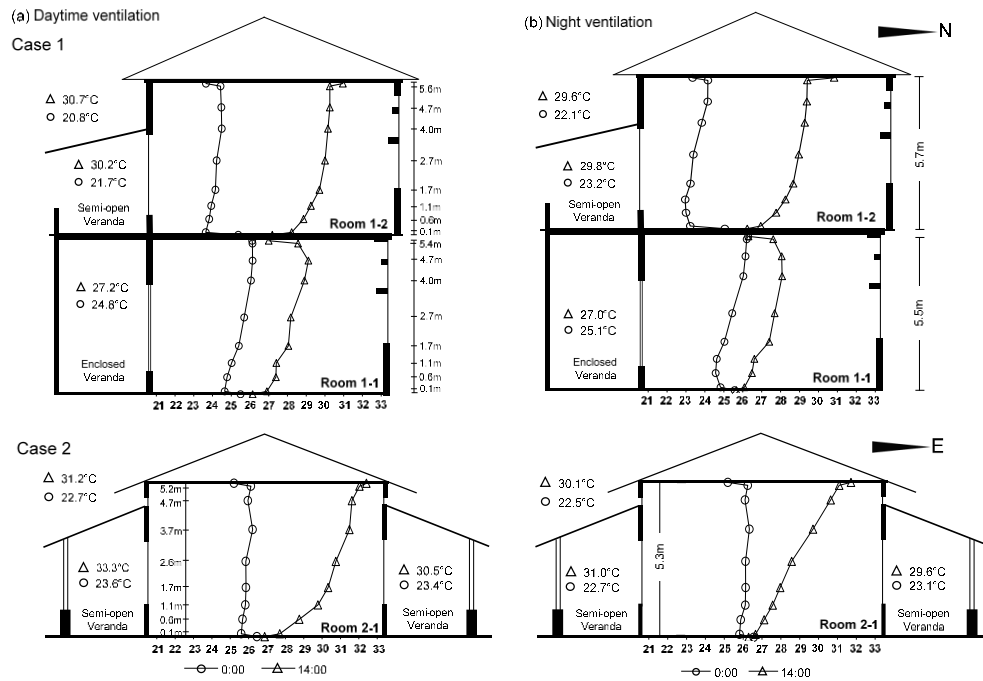 (a) Daytime ventilation
(b) Night ventilation
N
Case 1
△ 30.7°C
○ 20.8°C
△ 30.2°C
○ 21.7°C
Semi-open
Veranda
Room 1-2
5.6m
4.7m
4.0m
2.7m
1.7m
1.1m
0.6m
0.1m
△ 27.2°C
○ 24.8°C
Enclosed
Veranda
Room 1-1
5.4m
4.7m
4.0m
2.7m
1.7m
1.1m
0.6m
0.1m
21 22 23 24 25 26 27 28 29 30 31 32 33
△ 29.6°C
○ 22.1°C
△ 29.8°C
○ 23.2°C
Semi-open
Veranda
Room 1-2
5.7m
△ 27.0°C
○ 25.1°C
Enclosed
Veranda
Room 1-1
5.5m
21 22 23 24 25 26 27 28 29 30 31 32 33
Case 2
E
△ 31.2°C
○ 22.7°C
5.2m
4.7m
3.7m
2.6m
1.7m
1.1m
0.6m
0.1m
△ 33.3°C
○ 23.6°C
Semi-open
Veranda
Room 2-1
△ 30.5°C
○ 23.4°C
Semi-open
Veranda
21 22 23 24 25 26 27 28 29 30 31 32 33
0:00 14:00
△ 30.1°C
○ 22.5°C
5.3m
△ 31.0°C
○ 22.7°C
Semi-open
Veranda
Room 2-1
△ 29.6°C
○ 23.1°C
Semi-open
Veranda
21 22 23 24 25 26 27 28 29 30 31 32 33
0:00 14:00